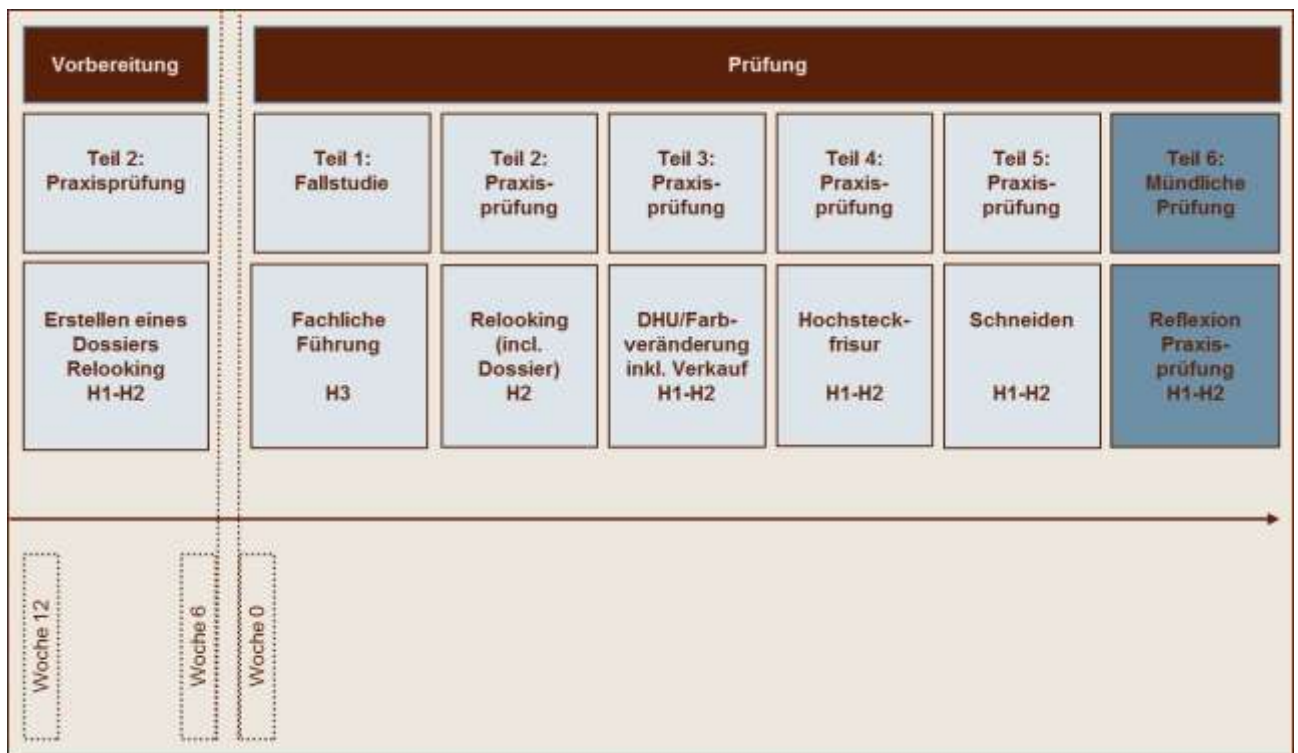 Vorbereitung
Prüfung
Teil 2:
Praxisprüfung
Teil 1:
Fallstudie
Teil 2:
Praxis-
prüfung
Teil 3:
Praxis-
prüfung
Teil 4:
Praxis-
prüfung
Teil 5:
Praxis-
prüfung
Teil 6:
Mündliche
Prüfung
Erstellen eines
Dossiers
Relooking
H1-H2
Fachliche
Führung
H3
Relooking
(incl.
Dossier)
H2
DHU/Farb-
veränderung
inkl. Verkauf
H1-H2
Hochsteck-
frisur
H1-H2
Schneiden
H1-H2
Reflexion
Praxis-
prüfung
H1-H2
Woche 12
Woche 6
Woche 0